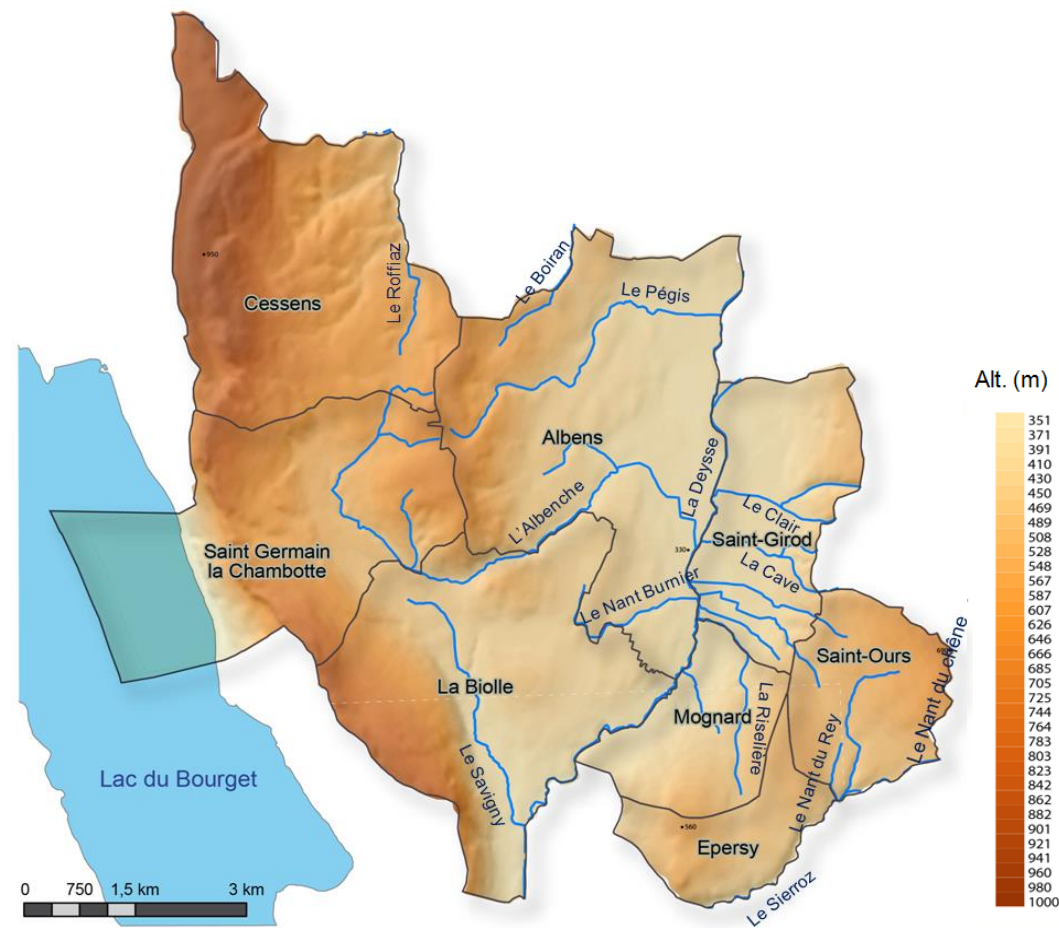 950
Cessens
Le Roffiaz
Le Boiran
Le Pégis
Alt. (m)
351
371
391
410
430
450
469
489
508
528
548
567
587
607
626
646
666
685
705
725
744
764
783
803
823
842
862
882
901
921
941
960
980
1000
Albens
La Deysse
L'Albenche
Le Clair
Saint-Girod
La Cave
330
Saint Germain
la Chambotte
Le Nant Burnier
Saint-Ours
Le Nant du chêne
La Biolle
Mognard
La Riselière
Le Nant du Rey
Le Savigny
Lac du Bourget
560
Epersy
Le Sierroz
0 750 1,5 km 3 km